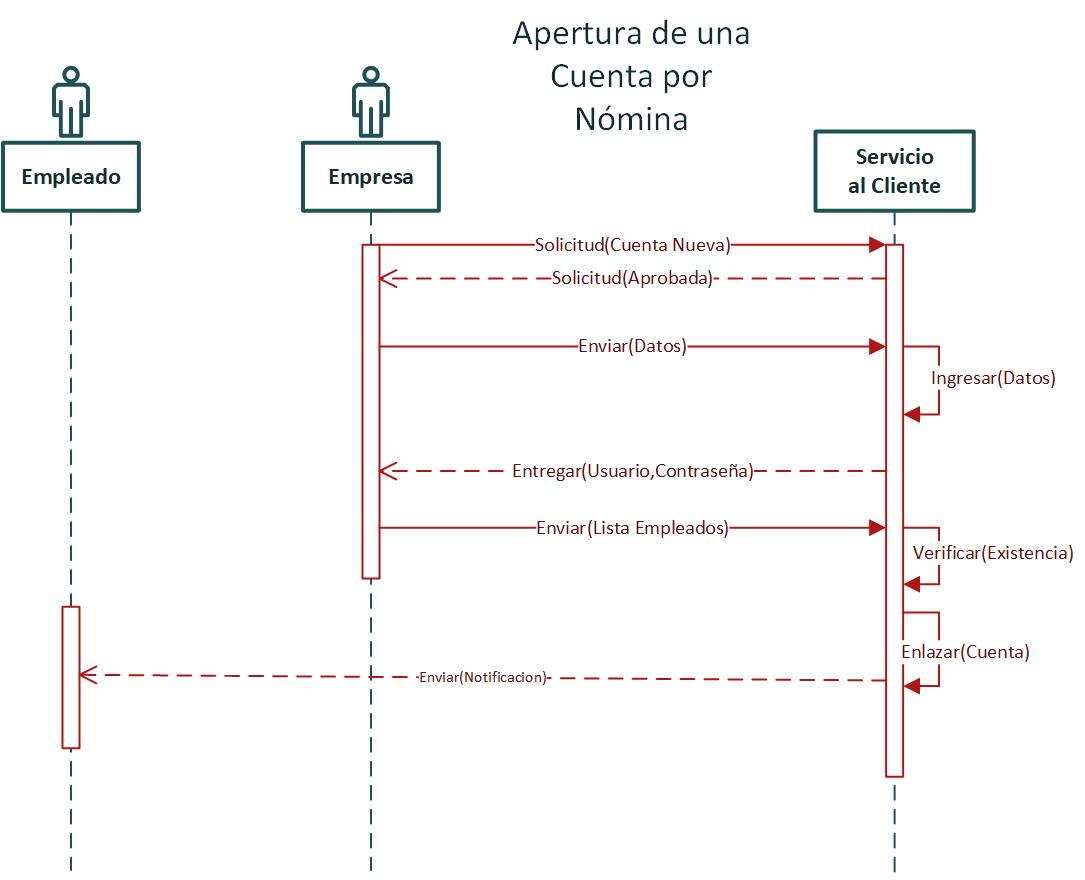 Apertura de una
Cuenta por
Nómina
Empleado
Empresa
Servicio
al Cliente
Solicitud(Cuenta Nueva)
Solicitud(Aprobada)
Enviar(Datos)
Ingresar(Datos)
Entregar(Usuario,Contraseña)
Enviar(Lista Empleados)
Verificar(Existencia)
Enlazar(Cuenta)
Enviar(Notificacion)